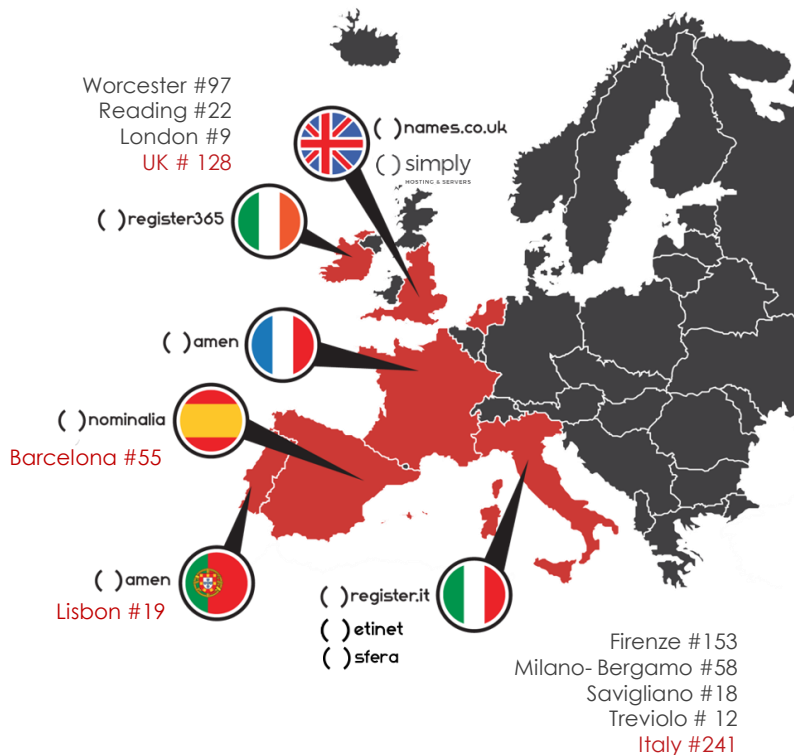 Worcester #97
Reading #22
London #9
UK # 128
( ) names.co.uk
( ) simply
HOSTING & SERVERS
( ) register365
( ) amen
( ) nominalia
Barcelona #55
( ) amen
Lisbon #19
( ) register.it
( ) etinet
( ) sfera
Firenze #153
Milano- Bergamo #58
Savigliano #18
Treviolo # 12
Italy #241